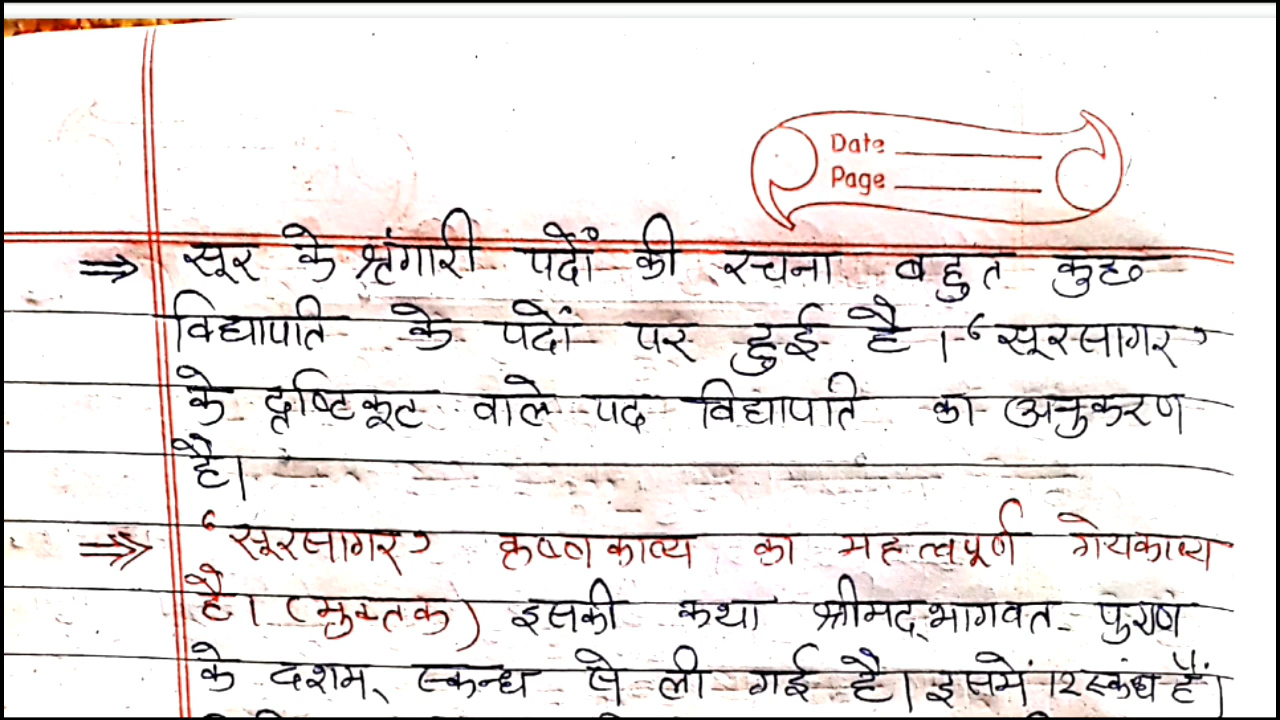 Date
Page
⇒ सूर के श्रृंगारी पदों की रचना बहुत कुछ
विद्यापति के पदों पर हुई है। ‘सूरसागर’
के दृष्टिकूट वाले पद विद्यापति का अनुकरण
है।
⇒ ‘सूरसागर’ कृष्णकाव्य का महत्वपूर्ण गेयकाव्य
है। (मुक्तक) इसकी कथा श्रीमद्भागवत पुराण
के दशम् स्कन्ध से ली गई है। इसमें 12 स्कंध हैं।